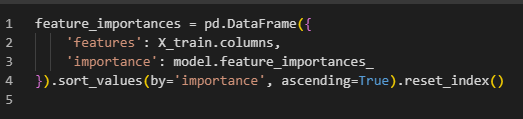 1 feature_importances = pd.DataFrame({
2     'features': X_train.columns,
3     'importance': model.feature_importances_
4 }).sort_values(by='importance', ascending=True).reset_index()
5